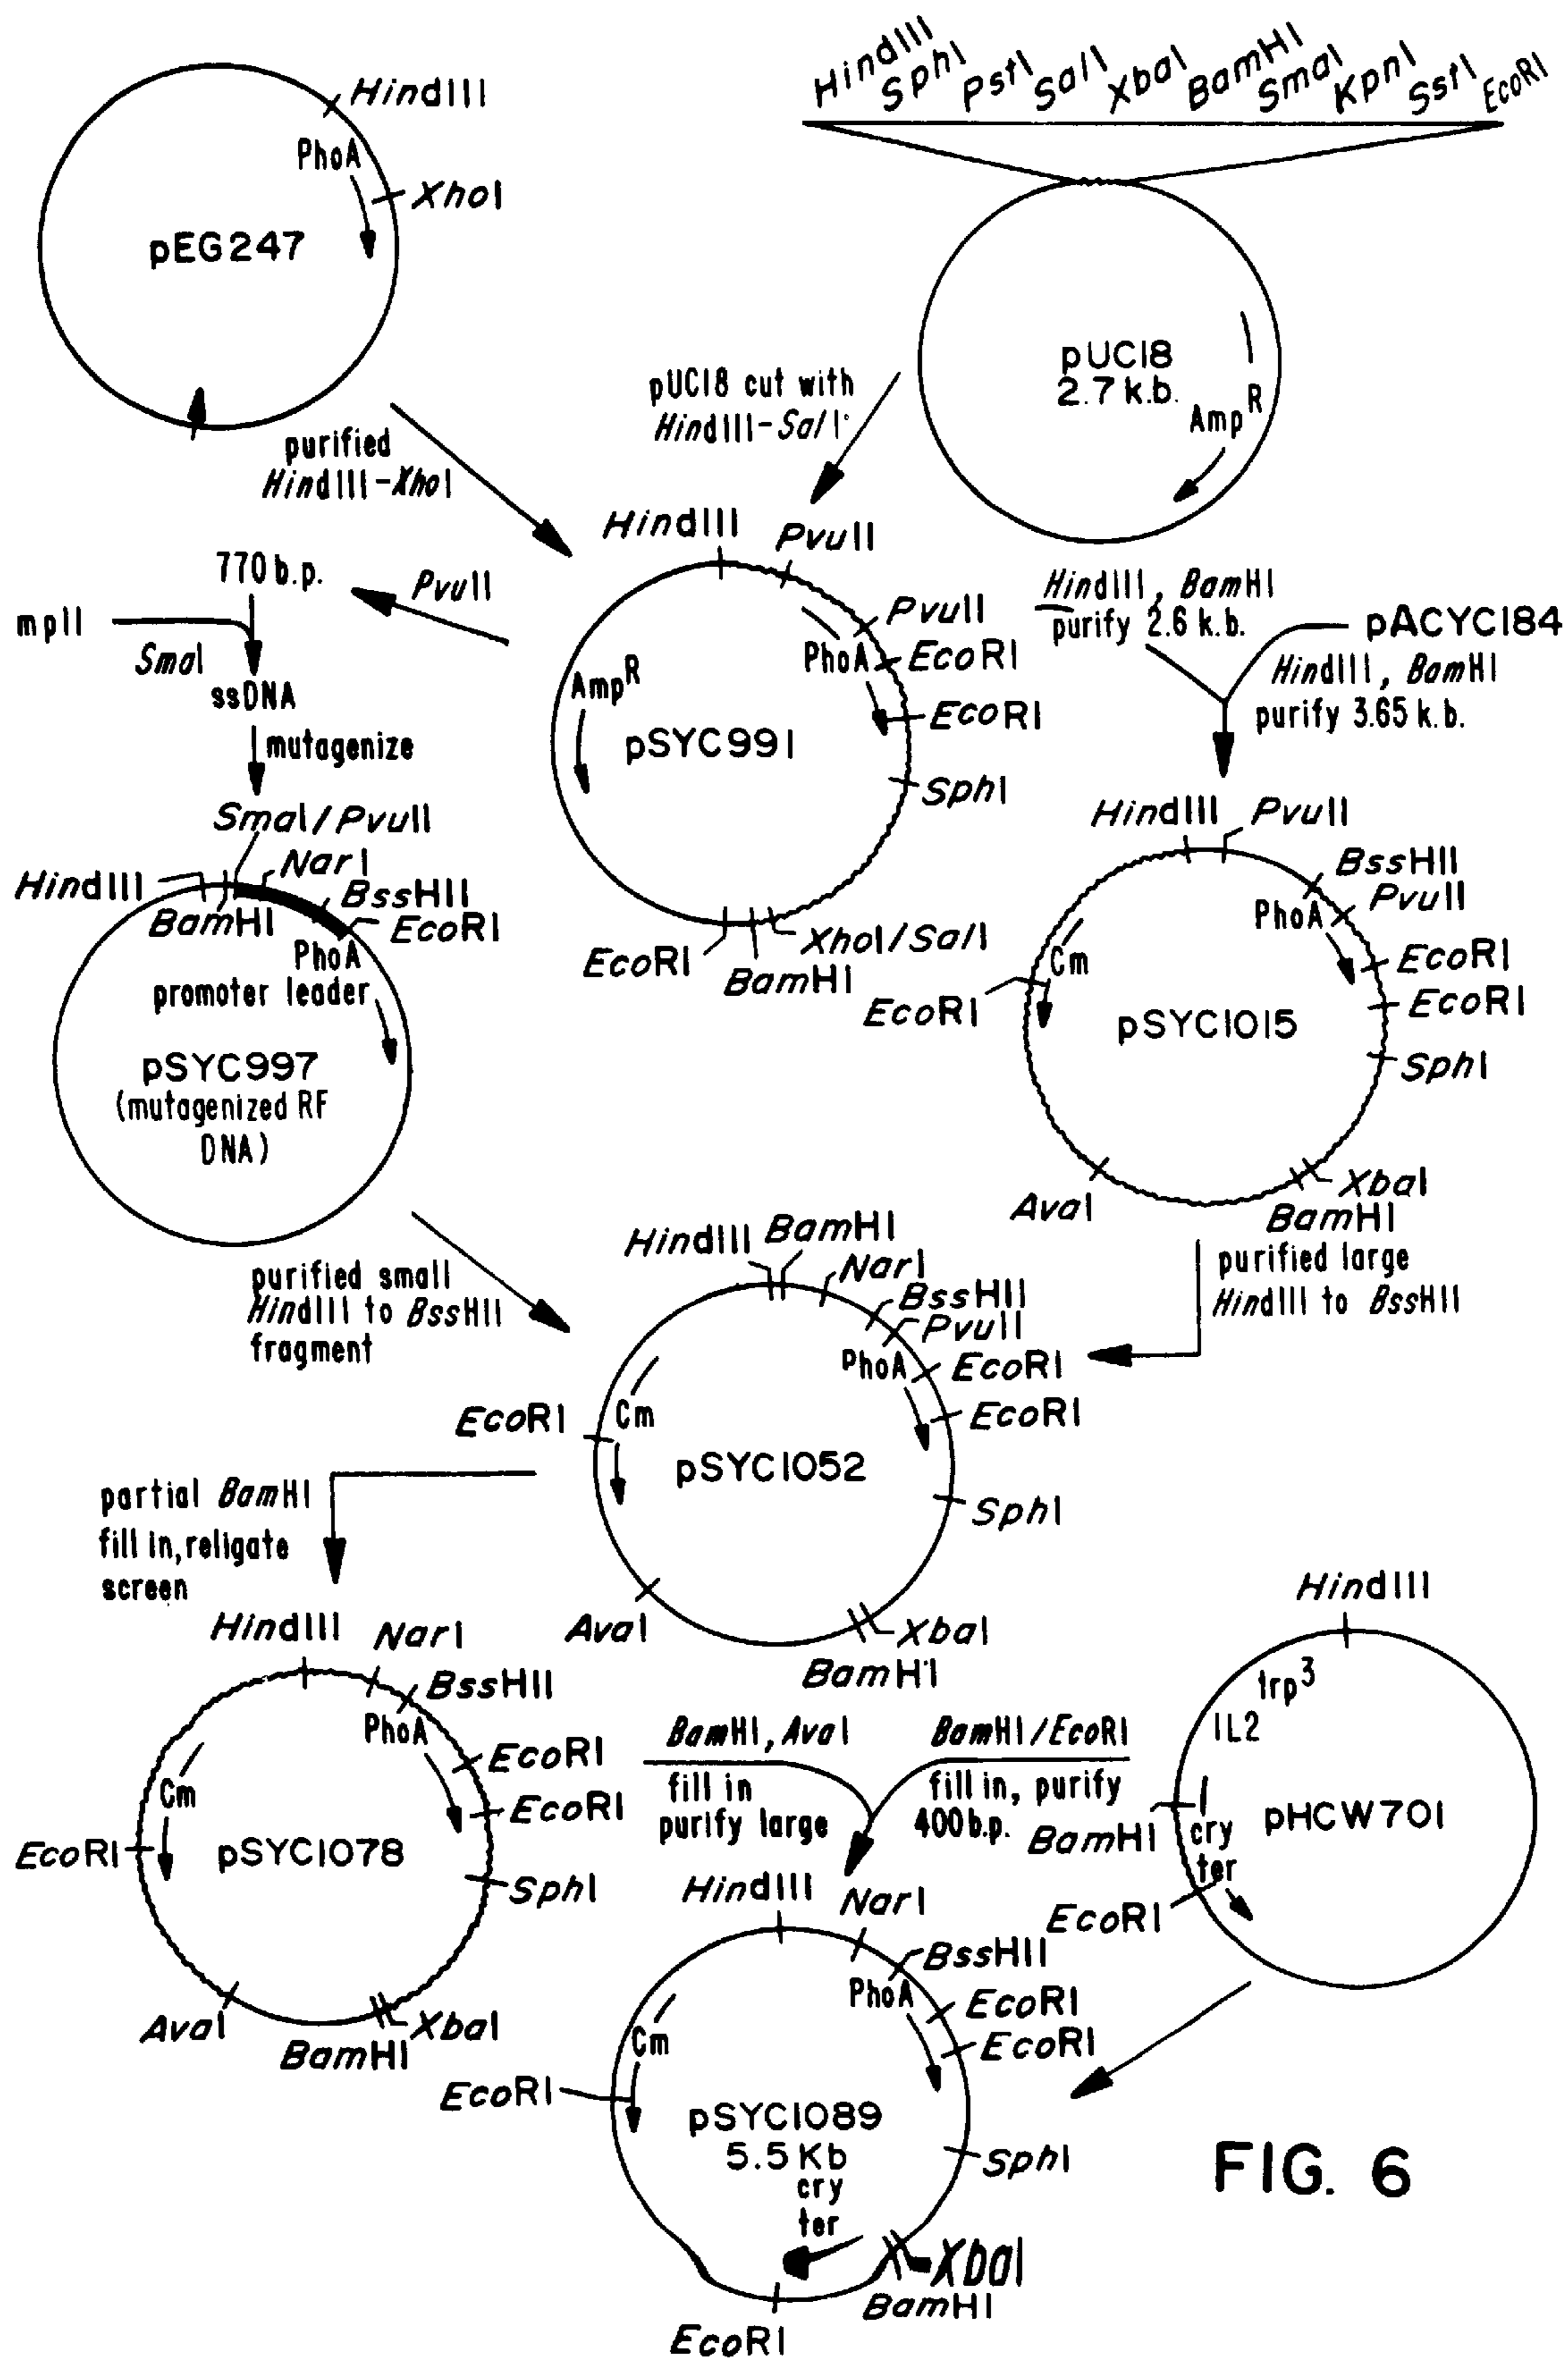 HindIII
SphI
PstI
SalI
XbaI
BamHI
SmaI
KpnI
SstI
EcoRI
HindIII
PhoA
XhoI
pEG247
purified
HindIII-XhoI
pUC18
2.7 k.b.
Amp R
pUC18 cut with
HindIII-SalI
HindIII
PvuII
PvuII
PhoA
EcoRI
EcoRI
Amp R
pSYC991
SphI
XhoI/SalI
BamHI
EcoRI
PvuII
770 b.p.
mp11
SmaI
ssDNA
mutagenize
SmaI/PvuII
HindIII
NarI
BssHII
BamHI
EcoRI
PhoA
promoter leader
pSYC997
(mutagenized RF
DNA)
HindIII, BamHI
purify 2.6 k.b.
pACYC184
HindIII, BamHI
purify 3.65 k.b.
HindIII
PvuII
BssHII
PvuII
PhoA
Cm
EcoRI
EcoRI
EcoRI
pSYC1015
SphI
AvaI
XbaI
BamHI
purified small
HindIII to BssHII
fragment
purified large
HindIII to BssHII
HindIII
BamHI
NarI
BssHII
PvuII
PhoA
EcoRI
EcoRI
EcoRI
Cm
pSYC1052
SphI
AvaI
XbaI
BamHI
partial BamHI
fill in, religate
screen
HindIII
NarI
BssHII
PhoA
EcoRI
EcoRI
Cm
EcoRI
pSYC1078
SphI
AvaI
XbaI
BamHI
BamHI, AvaI
fill in
purify large
BamHI/EcoRI
fill in, purify
400 b.p.
HindIII
trp3
IL2
BamHI
cry
ter
pHCW701
EcoRI
HindIII
NarI
BssHII
PhoA
EcoRI
EcoRI
Cm
EcoRI
pSYC1089
5.5 Kb
cry
ter
SphI
XbaI
BamHI
EcoRI
FIG. 6